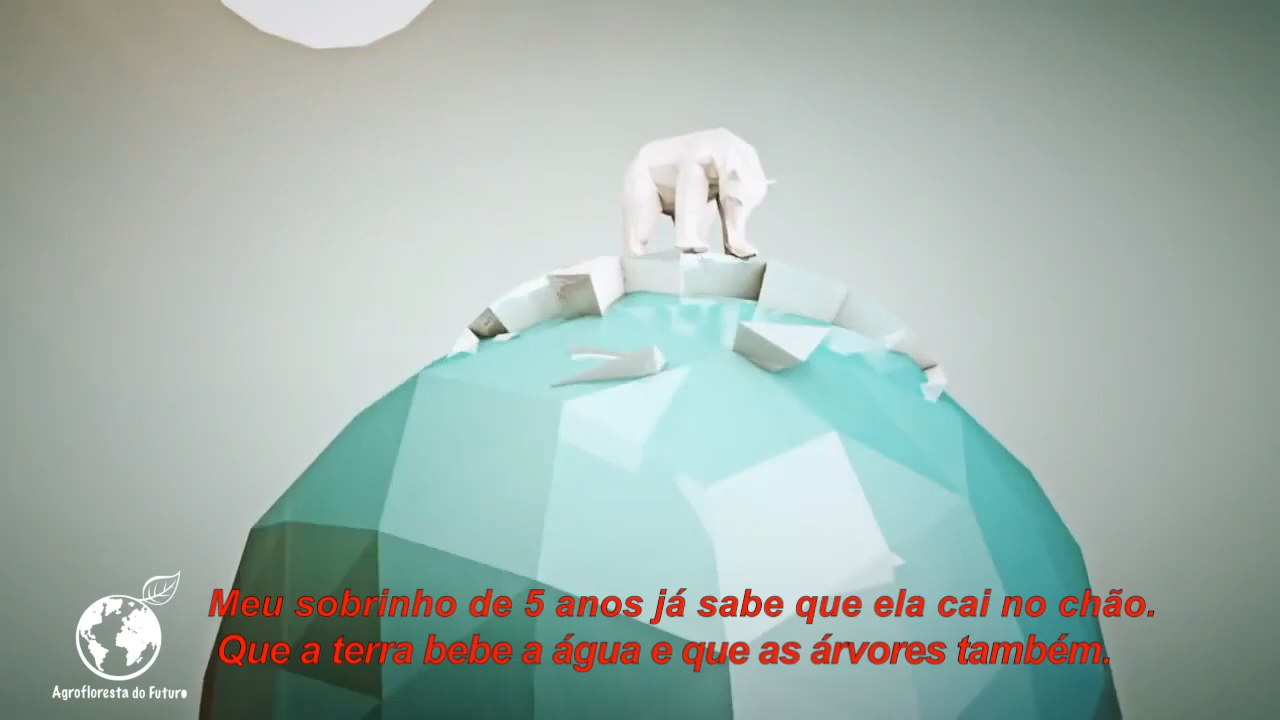 Meu sobrinho de 5 anos já sabe que ela cai no chão.
Que a terra bebe a água e que as árvores também.
Agrofloresta do Futuro